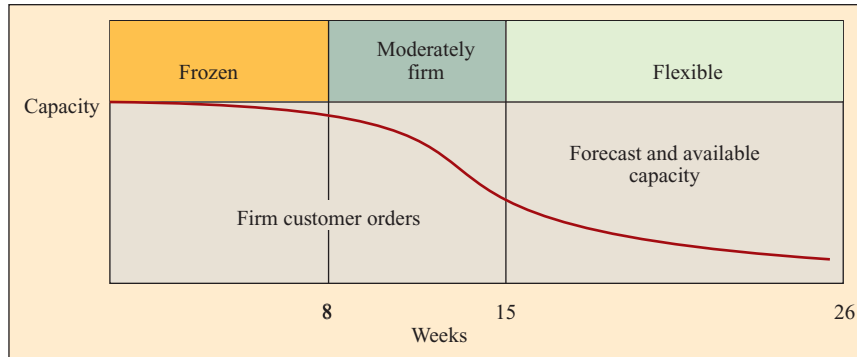 Frozen
Moderately
firm
Flexible
Capacity
Forecast and available
capacity
Firm customer orders
8
15
26
Weeks